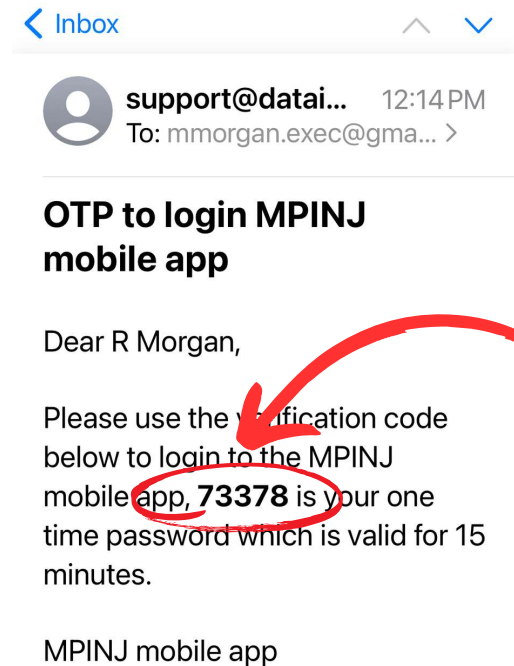 Inbox
support@datai... 12:14 PM
To: mmorgan.exec@gma...
OTP to login MPINJ
mobile app
Dear R Morgan,
Please use the verification code
below to login to the MPINJ
mobile app, 73378 is your one
time password which is valid for 15
minutes.
MPINJ mobile app